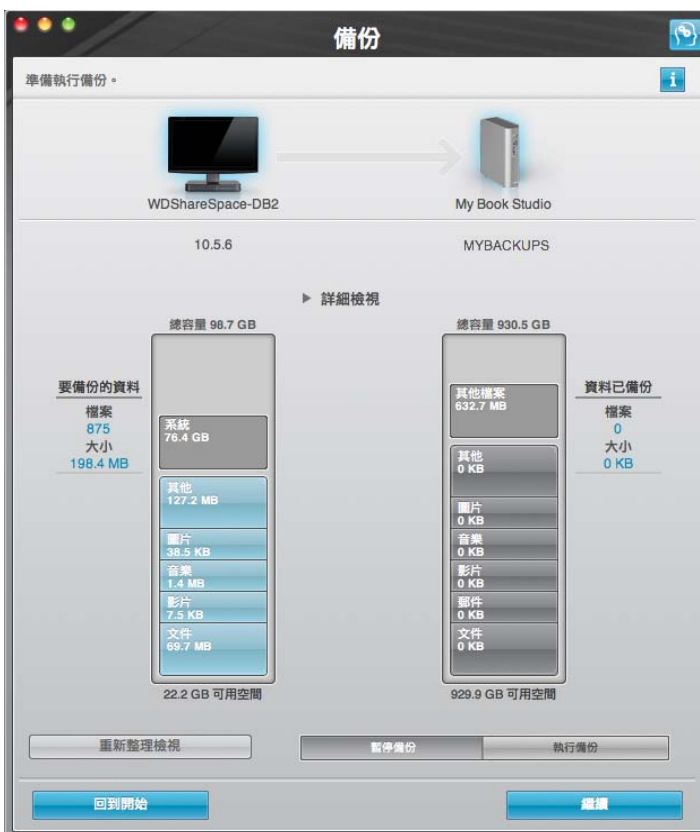 備份
準備執行備份。
i
WDShareSpace-DB2
My Book Studio
10.5.6
MYBACKUPS
▶ 詳細檢視
總容量 98.7 GB
要備份的資料
檔案
875
大小
198.4 MB
系統
76.4 GB
其他
127.2 MB
圖片
38.5 KB
音樂
1.4 MB
影片
7.5 KB
文件
69.7 MB
22.2 GB 可用空間
總容量 930.5 GB
其他檔案
632.7 MB
其他
0 KB
圖片
0 KB
音樂
0 KB
影片
0 KB
郵件
0 KB
文件
0 KB
929.9 GB 可用空間
資料已備份
檔案
0
大小
0 KB
重新整理檢視
暫停備份
執行備份
回到開始
繼續